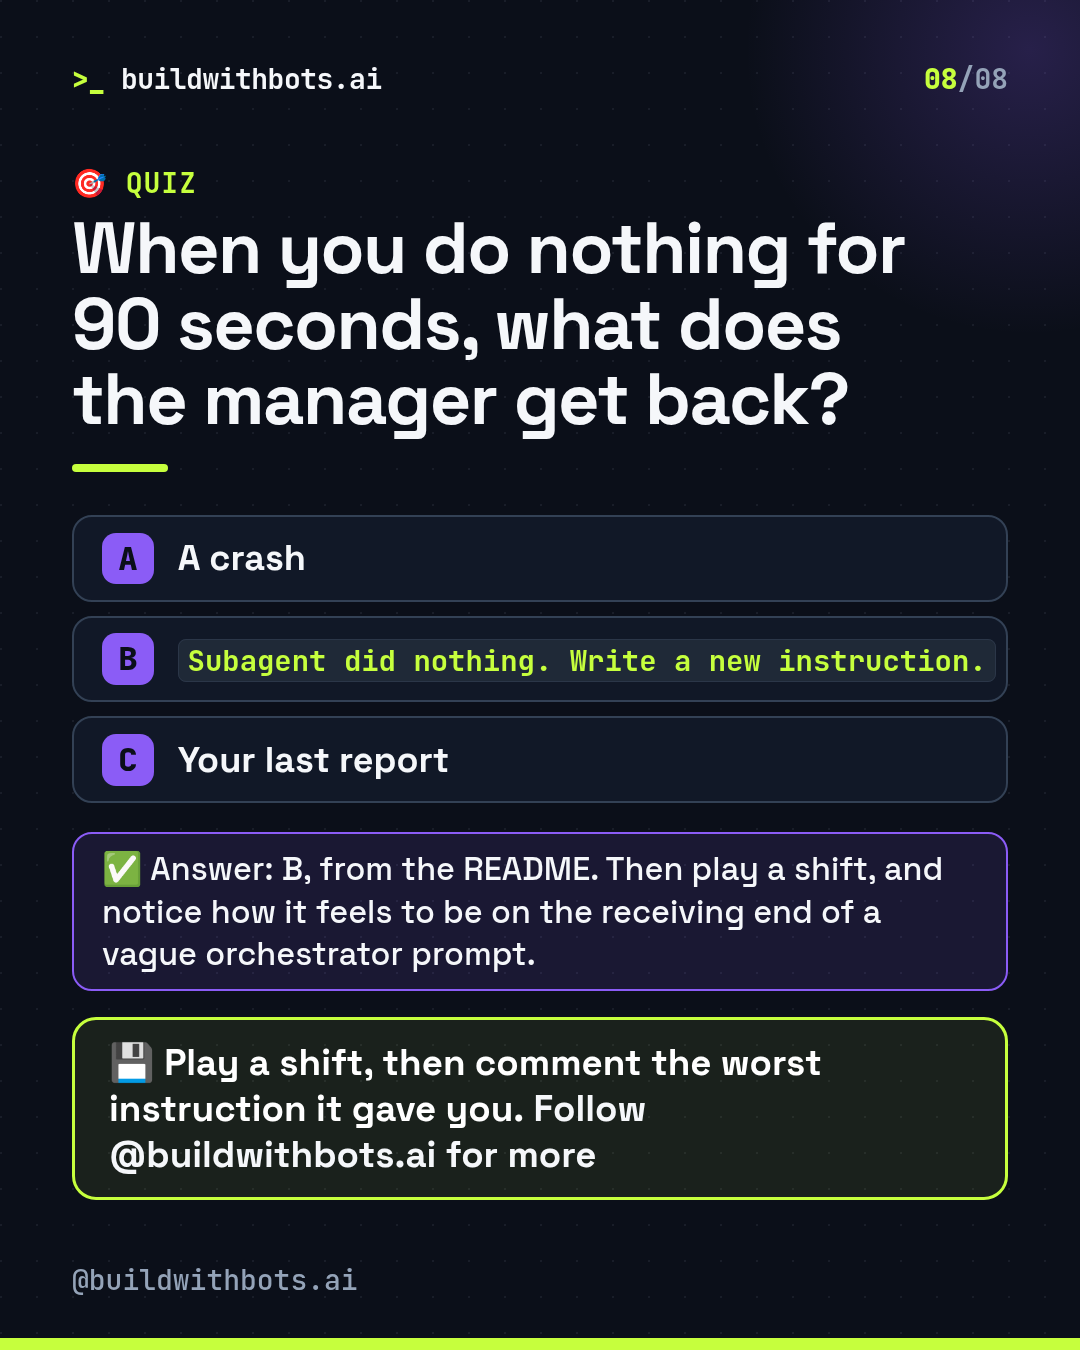 >_ buildwithbots.ai
08/08
🎯 QUIZ
When you do nothing for
90 seconds, what does
the manager get back?
A A crash
B Subagent did nothing. Write a new instruction.
C Your last report
✅ Answer: B, from the README. Then play a shift, and
notice how it feels to be on the receiving end of a
vague orchestrator prompt.
💾 Play a shift, then comment the worst
instruction it gave you. Follow
@buildwithbots.ai for more
@buildwithbots.ai